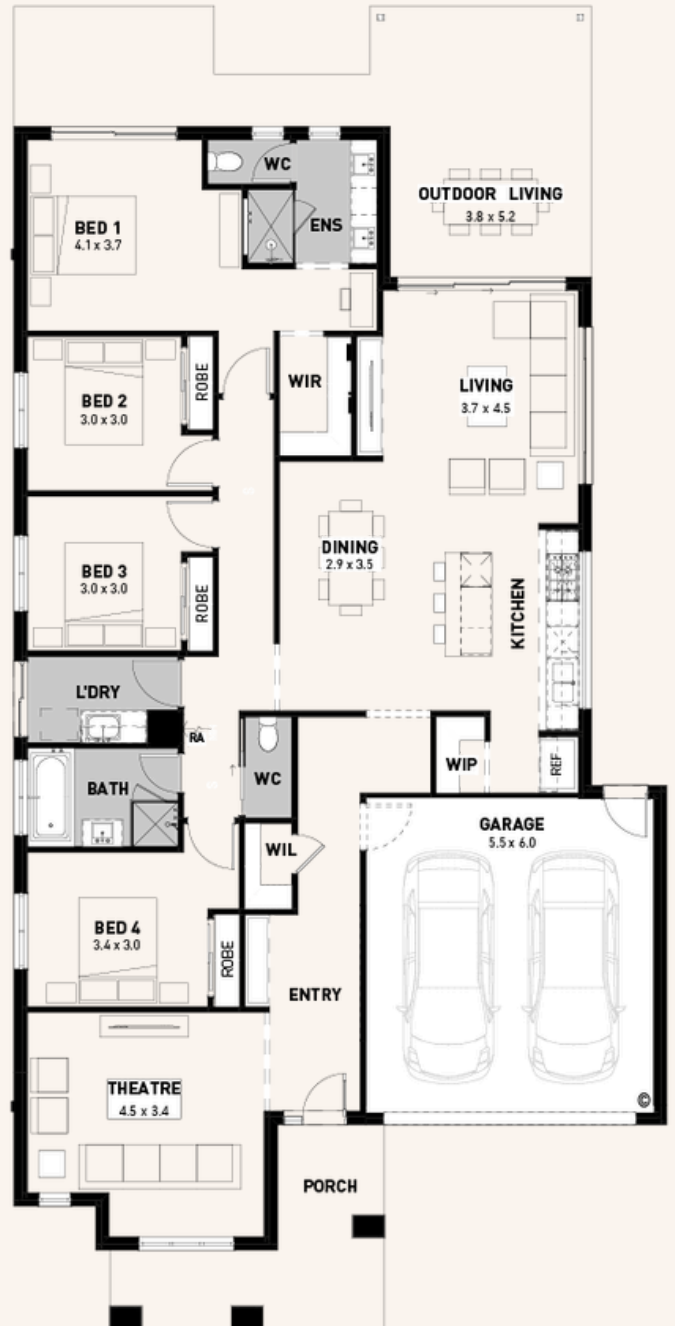 WC
OUTDOOR LIVING
3.8 x 5.2
BED 1
4.1 x 3.7
ENS
WIR
LIVING
3.7 x 4.5
BED 2
3.0 x 3.0
ROBE
DINING
2.9 x 3.5
BED 3
3.0 x 3.0
ROBE
KITCHEN
L'DRY
RA
WC
WIP
REF
BATH
GARAGE
5.5 x 6.0
WIL
BED 4
3.4 x 3.0
ROBE
ENTRY
THEATRE
4.5 x 3.4
©
PORCH